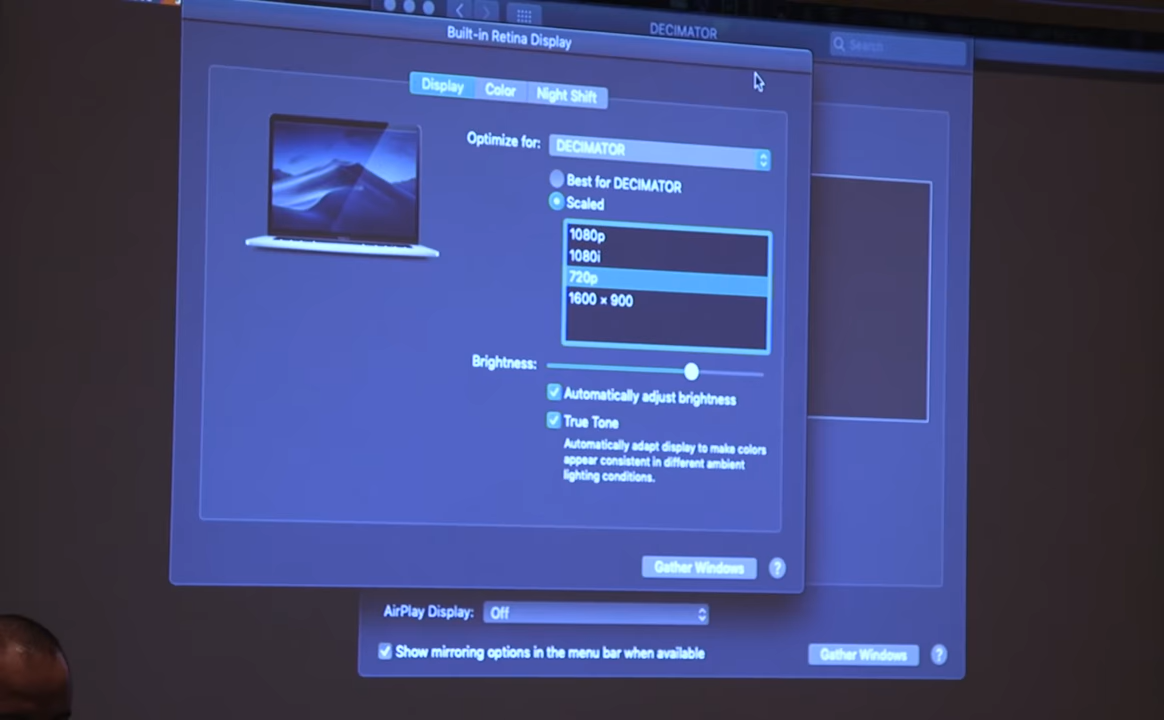 DECIMATOR
Search
Built-in Retina Display
Display
Color
Night Shift
Optimize for:
DECIMATOR
Best for DECIMATOR
Scaled
1080p
1080i
720p
1600 × 900
Brightness:
Automatically adjust brightness
True Tone
Automatically adapt display to make colors
appear consistent in different ambient
lighting conditions.
Gather Windows
?
AirPlay Display:
Off
Show mirroring options in the menu bar when available
Gather Windows
?